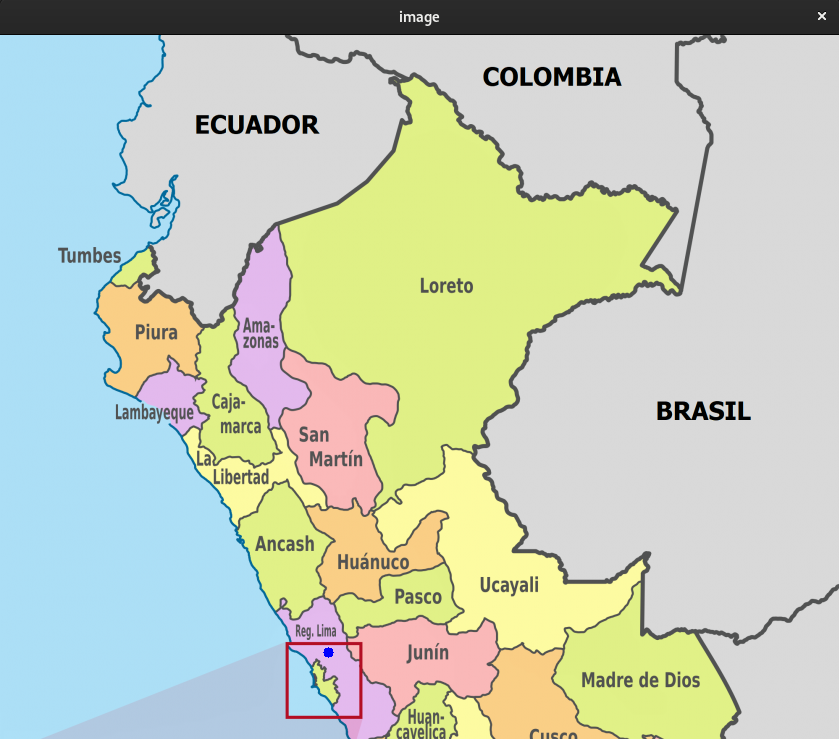 image
COLOMBIA
ECUADOR
Tumbes
Loreto
Piura
Ama-
zonas
BRASIL
Lambayeque
Caja-
marca
San
Martín
La
Libertad
Ancash
Huánuco
Ucayali
Pasco
Reg. Lima
Junín
Madre de Dios
Huan-
cavelica
Cusco